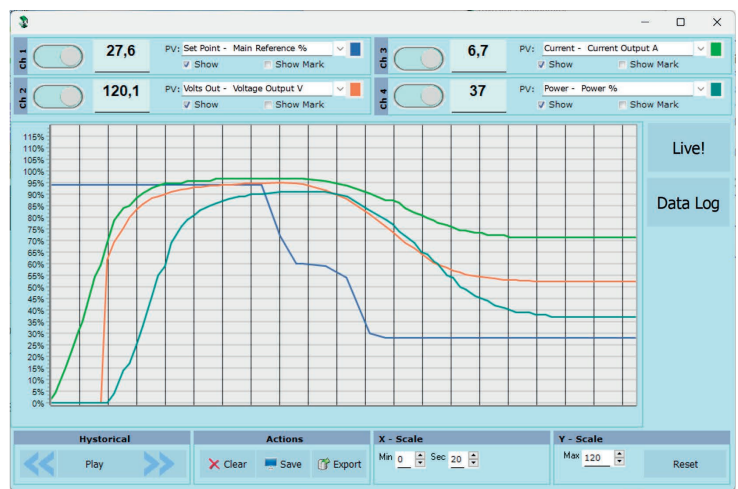 Ch 1
27,6
PV: Set Point - Main Reference %
Show
Show Mark
Ch 2
120,1
PV: Volts Out - Voltage Output V
Show
Show Mark
Ch 3
6,7
PV: Current - Current Output A
Show
Show Mark
Ch 4
37
PV: Power - Power %
Show
Show Mark
115%
110%
105%
100%
95%
90%
85%
80%
75%
70%
65%
60%
55%
50%
45%
40%
35%
30%
25%
20%
15%
10%
5%
0%
Live!
Data Log
Hystorical
Play
Actions
Clear
Save
Export
X - Scale
Min 0 Sec 20
Y - Scale
Max 120
Reset